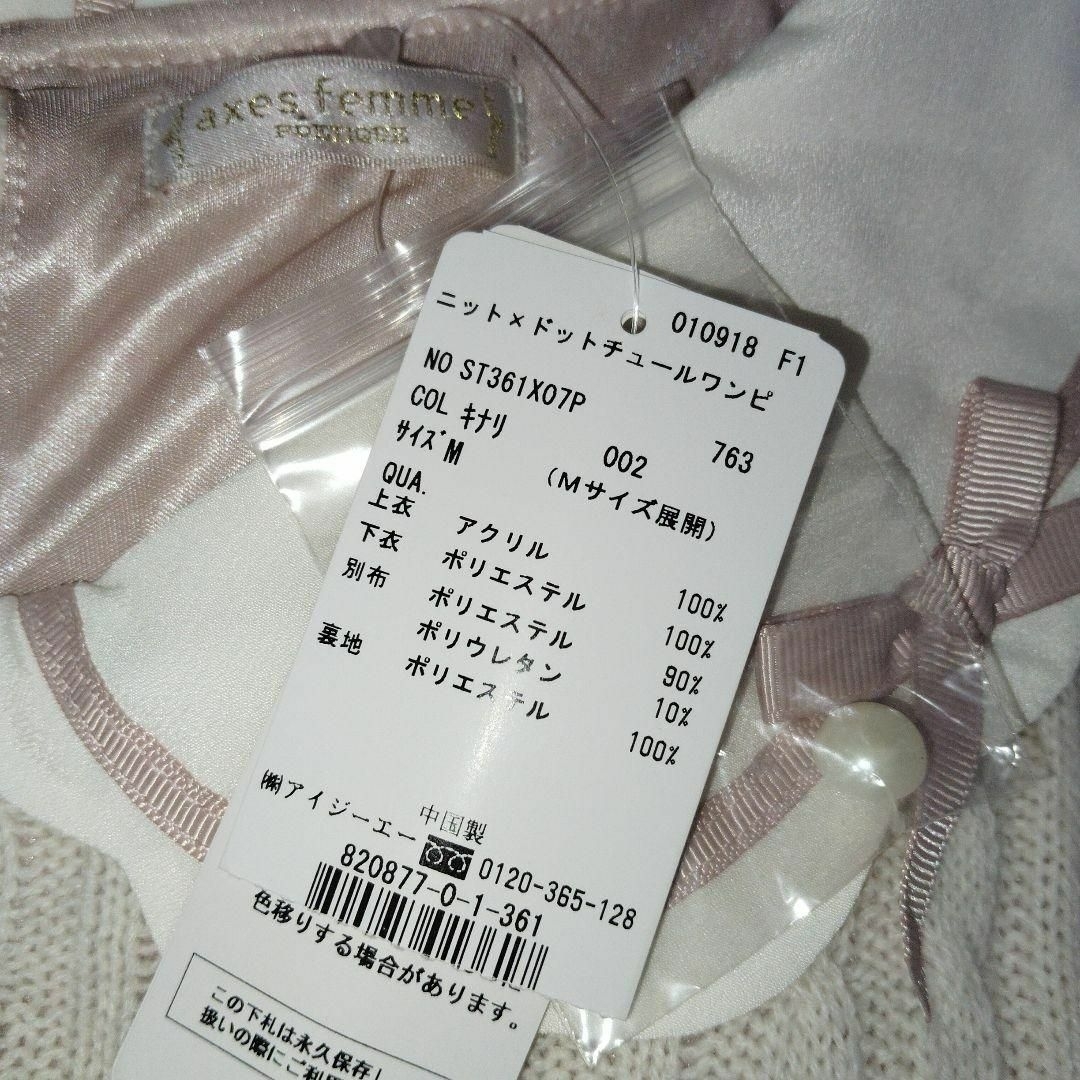 axes femme
POETIQUE
010918 F1
ニット×ドットチュールワンピ
NO ST361X07P
COL ｷﾅﾘ 002 763
ｻｲｽﾞM (Mサイズ展開)
QUA.
上衣 アクリル 100%
下衣 ポリエステル 100%
別布 ポリエステル 90%
ポリウレタン 10%
裏地 ポリエステル 100%
㈱アイジーエー 中国製
0120-365-128
820877-0-1-361
色移りする場合があります。
この下札は永久保存し
扱いの際にご利用